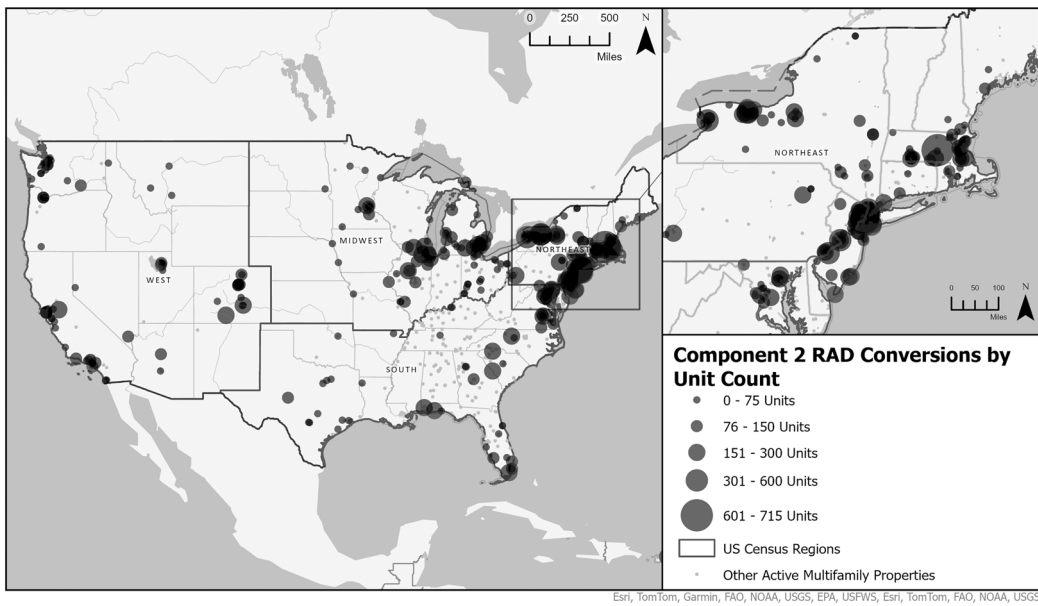 0 250 500
Miles
N
MIDWEST
NORTHEAST
WEST
SOUTH
NORTHEAST
0 50 100
Miles
N
Component 2 RAD Conversions by
Unit Count
0 - 75 Units
76 - 150 Units
151 - 300 Units
301 - 600 Units
601 - 715 Units
US Census Regions
Other Active Multifamily Properties
Esri, TomTom, Garmin, FAO, NOAA, USGS, EPA, USFWS, Esri, TomTom, FAO, NOAA, USGS